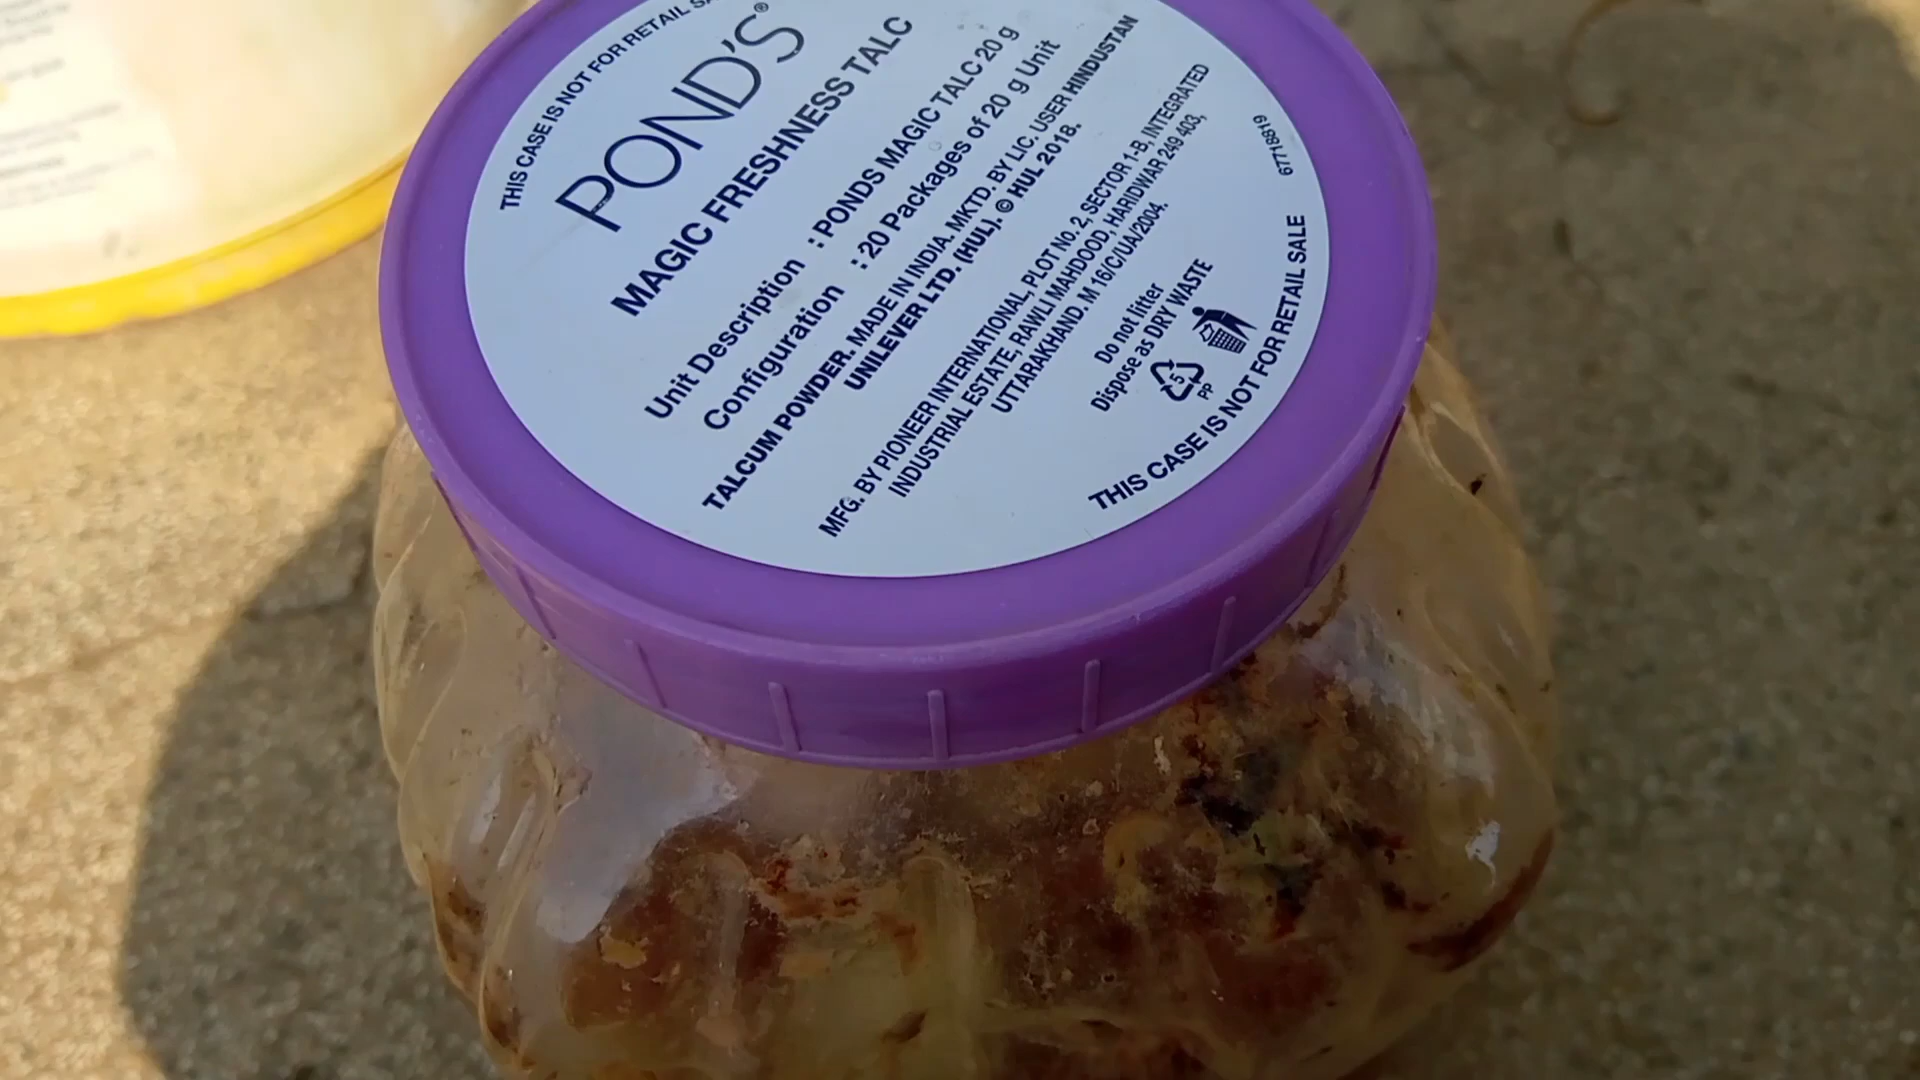 THIS CASE IS NOT FOR RETAIL
POND'S®
MAGIC FRESHNESS TALC
Unit Description : PONDS MAGIC TALC 20 g
Configuration : 20 Packages of 20 g Unit
TALCUM POWDER. MADE IN INDIA. MKTD. BY LIC. USER HINDUSTAN
UNILEVER LTD. (HUL). © HUL 2018.
MFG. BY PIONEER INTERNATIONAL, PLOT No. 2, SECTOR 1-B, INTEGRATED
INDUSTRIAL ESTATE, RAWLI MAHDOOD, HARIDWAR 249 403,
UTTARAKHAND. M 16/C/UA/2004.
67718819
Do not litter
Dispose as DRY WASTE
5
PP
THIS CASE IS NOT FOR RETAIL SALE